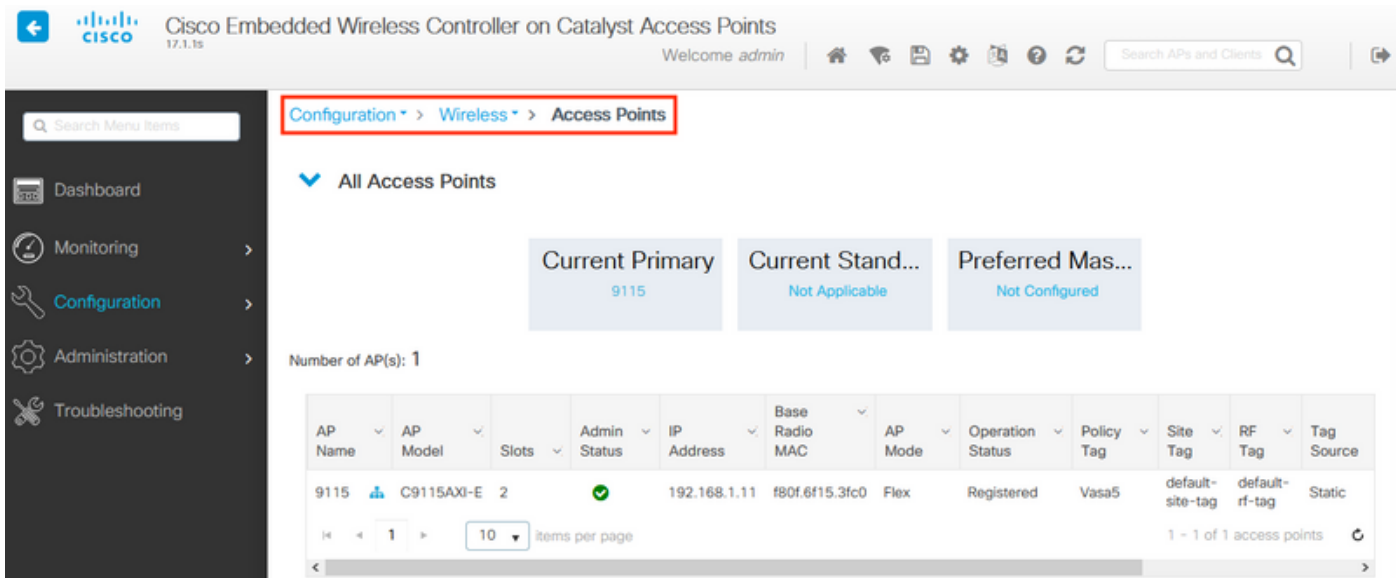 Cisco Embedded Wireless Controller on Catalyst Access Points
CISCO
17.1.1s
Welcome admin
Search APs and Clients
Search Menu Items
Dashboard
Monitoring
Configuration
Administration
Troubleshooting
Configuration > Wireless > Access Points
All Access Points
Current Primary
9115
Current Stand...
Not Applicable
Preferred Mas...
Not Configured
Number of AP(s): 1
AP Name AP Model Slots Admin Status IP Address Base Radio MAC AP Mode Operation Status Policy Tag Site Tag RF Tag Tag Source
9115 C9115AXI-E 2 192.168.1.11 f80f.6f15.3fc0 Flex Registered Vasa5 default-site-tag default-rf-tag Static
1 10 items per page 1 - 1 of 1 access points